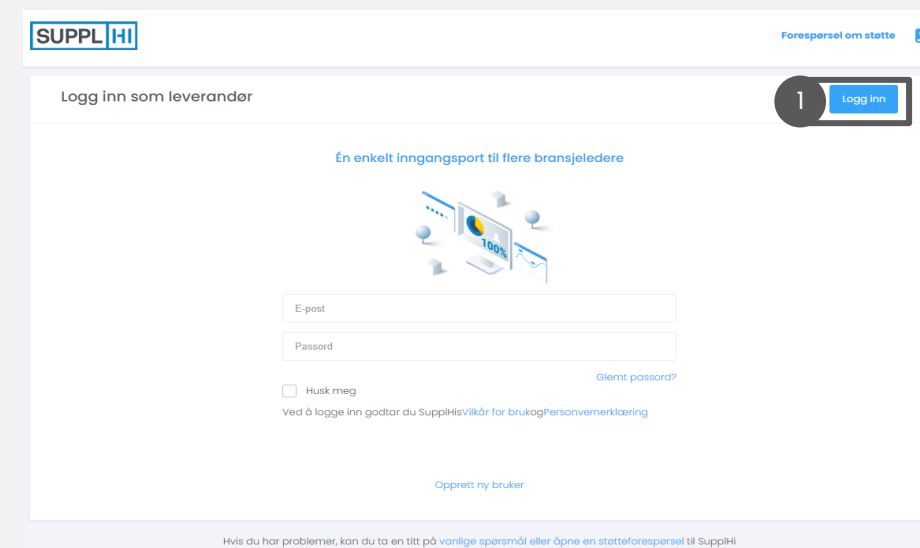 SUPPLHI
Forespørsel om støtte
Logg inn som leverandør
1
Logg inn
Én enkelt inngangsport til flere bransjeledere
100%
E-post
Passord
Glemt passord?
Husk meg
Ved å logge inn godtar du SupplHisVilkår for brukogPersonvernerklæring
Opprett ny bruker
Hvis du har problemer, kan du ta en titt på vanlige spørsmål eller åpne en støtteforespørsel til SupplHi